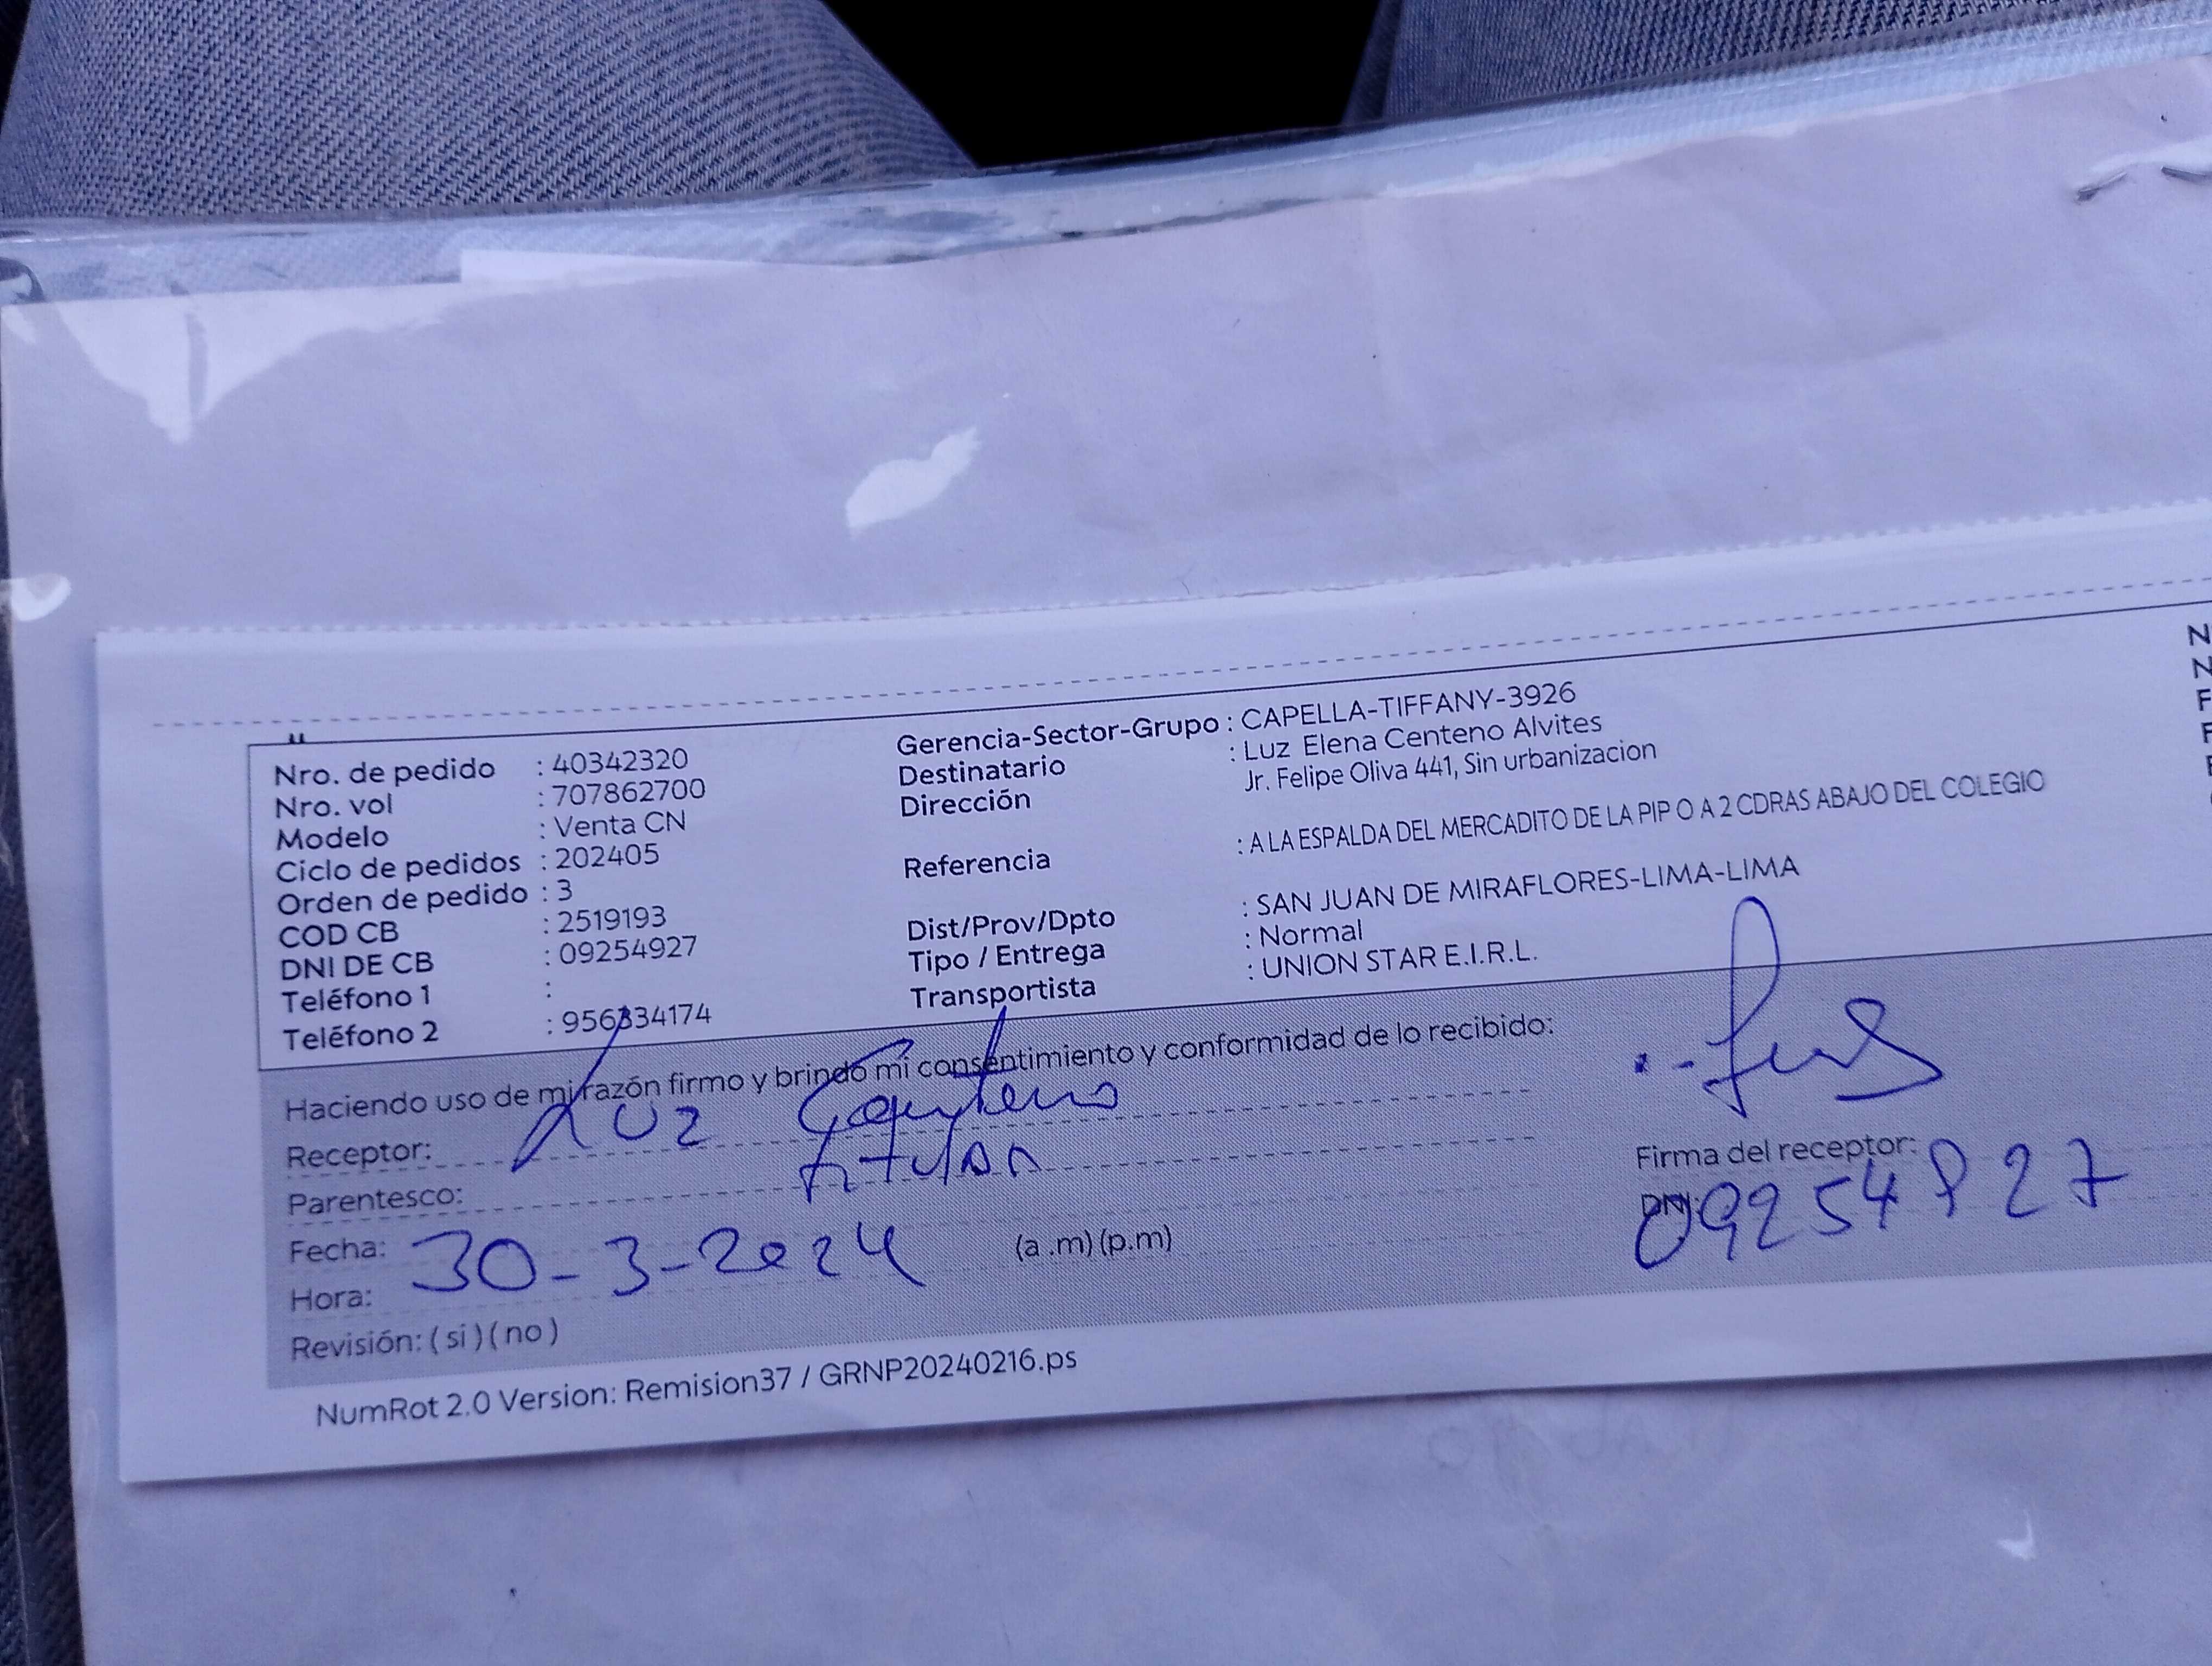 Nro. de pedido : 40342320
Nro. vol : 707862700
Modelo : Venta CN
Ciclo de pedidos : 202405
Orden de pedido : 3
COD CB : 2519193
DNI DE CB : 09254927
Teléfono 1 :
Teléfono 2 : 956334174
Gerencia-Sector-Grupo : CAPELLA-TIFFANY-3926
Destinatario : Luz Elena Centeno Alvites
Dirección Jr. Felipe Oliva 441, Sin urbanizacion
Referencia : A LA ESPALDA DEL MERCADITO DE LA PIP O A 2 CDRAS ABAJO DEL COLEGIO
Dist/Prov/Dpto : SAN JUAN DE MIRAFLORES-LIMA-LIMA
Tipo / Entrega : Normal
Transportista : UNION STAR E.I.R.L.
N
N
F
F
Haciendo uso de mi razón firmo y brindo mi consentimiento y conformidad de lo recibido:
Receptor: Luz Centeno
Parentesco: titular
Fecha: 30-3-2024 (a .m) (p.m)
Hora:
Revisión: ( si ) ( no )
Firma del receptor:
DNI: 09254927
NumRot 2.0 Version: Remision37 / GRNP20240216.ps